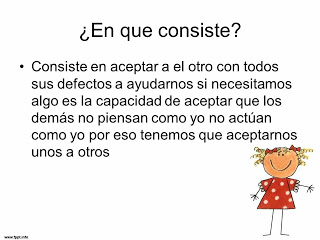 ¿En que consiste?
• Consiste en aceptar a el otro con todos
sus defectos a ayudarnos si necesitamos
algo es la capacidad de aceptar que los
demás no piensan como yo no actúan
como yo por eso tenemos que aceptarnos
unos a otros
www.fppt.info